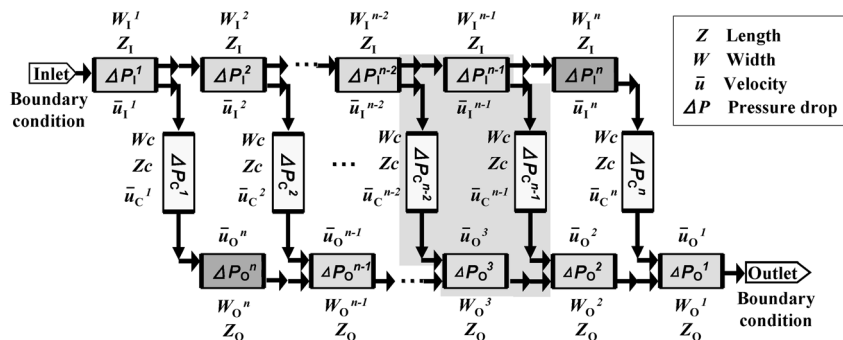 W_I^1 W_I^2 W_I^{n-2} W_I^{n-1} W_I^n
Z_I Z_I Z_I Z_I Z_I
Inlet ΔP_I^1 ΔP_I^2 ··· ΔP_I^{n-2} ΔP_I^{n-1} ΔP_I^n
Boundary condition
ū_I^1 ū_I^2 ū_I^{n-2} ū_I^{n-1} ū_I^n
Z Length
W Width
ū Velocity
ΔP Pressure drop
Wc Wc Wc Wc Wc
Zc Zc ··· Zc Zc Zc
ΔP_C^1 ΔP_C^2 ΔP_C^{n-2} ΔP_C^{n-1} ΔP_C^n
ū_C^1 ū_C^2 ū_C^{n-2} ū_C^{n-1} ū_C^n
ū_O^n ū_O^{n-1} ū_O^3 ū_O^2 ū_O^1
ΔP_O^n ΔP_O^{n-1} ··· ΔP_O^3 ΔP_O^2 ΔP_O^1 Outlet
W_O^n W_O^{n-1} W_O^3 W_O^2 W_O^1
Z_O Z_O Z_O Z_O Z_O
Boundary
condition